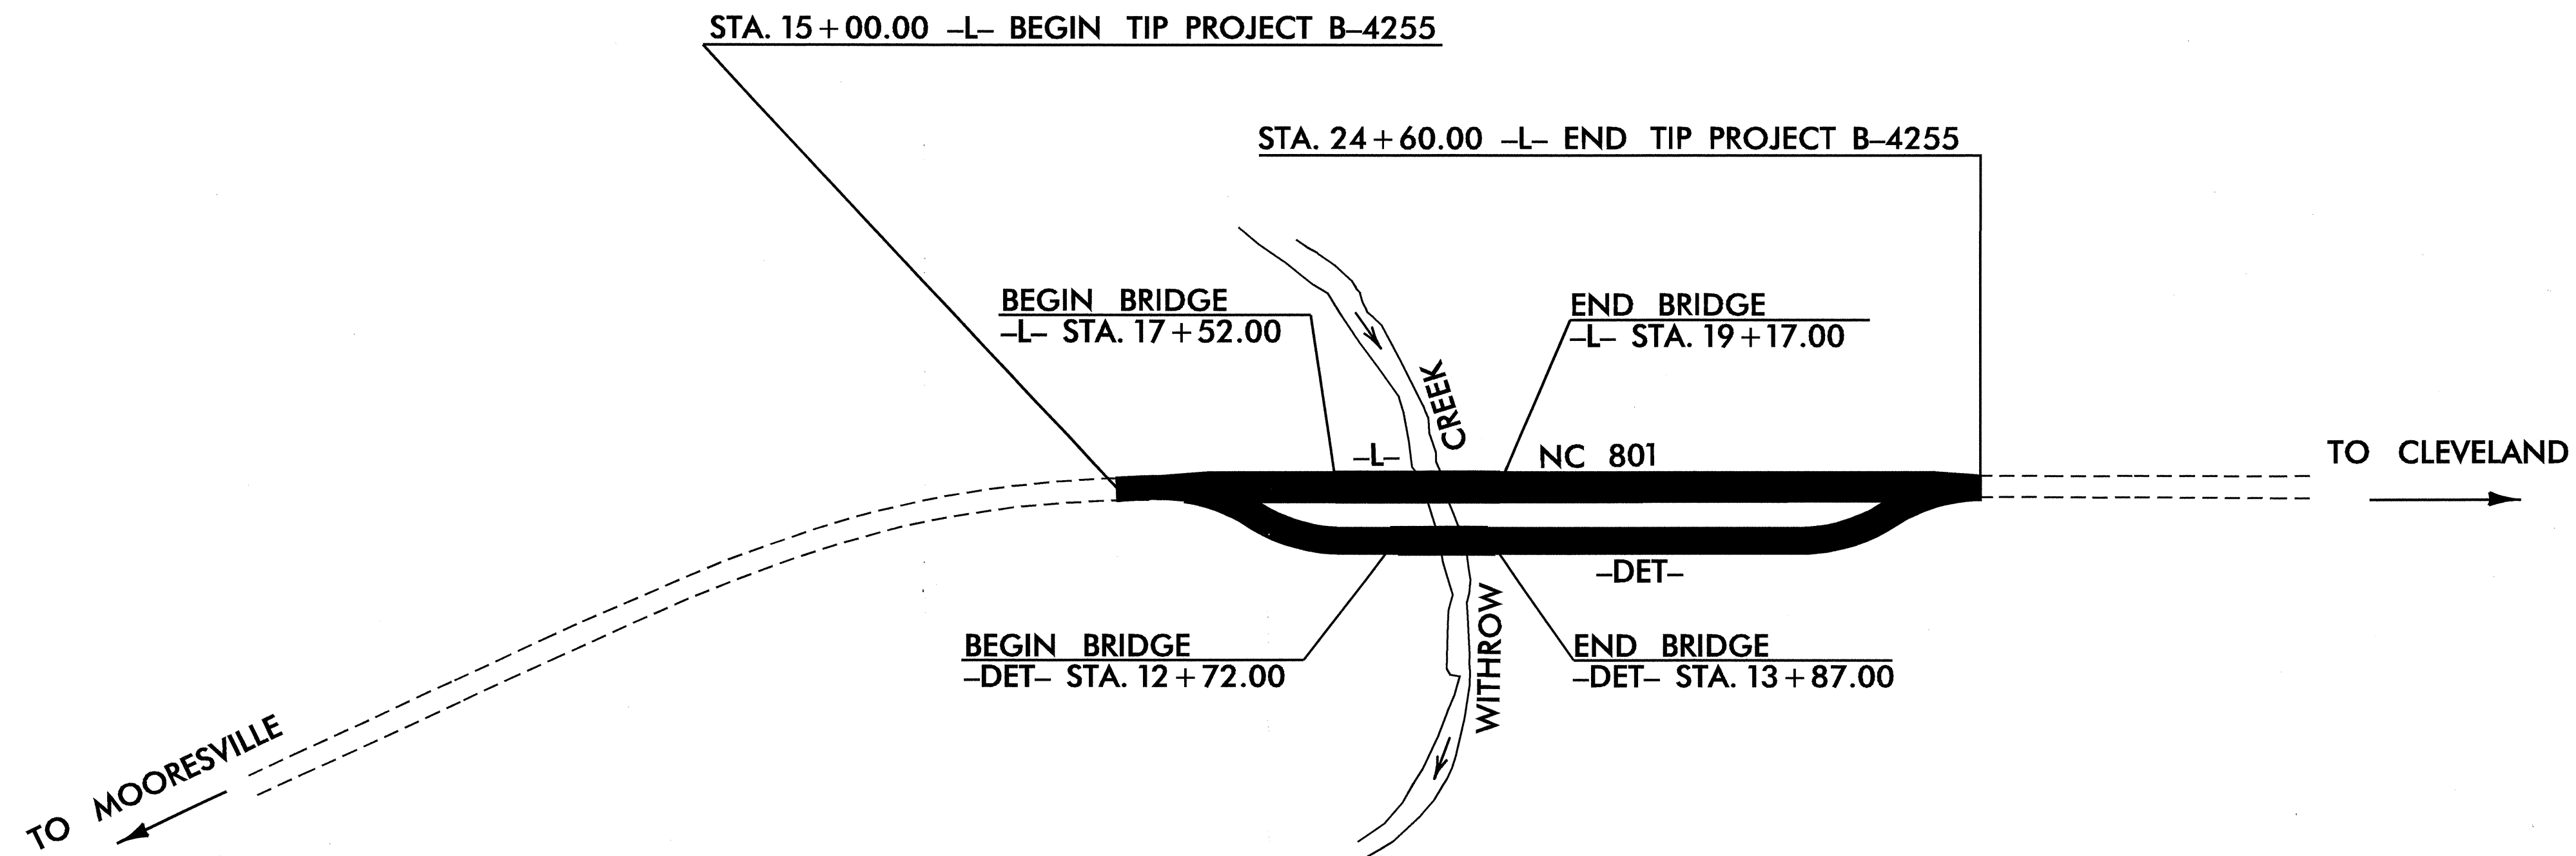 STA. 15+00.00 –L– BEGIN TIP PROJECT B–4255
STA. 24+60.00 –L– END TIP PROJECT B–4255
BEGIN BRIDGE
–L– STA. 17+52.00
END BRIDGE
–L– STA. 19+17.00
CREEK
–L–
NC 801
TO CLEVELAND
–DET–
WITHROW
BEGIN BRIDGE
–DET– STA. 12+72.00
END BRIDGE
–DET– STA. 13+87.00
TO MOORESVILLE